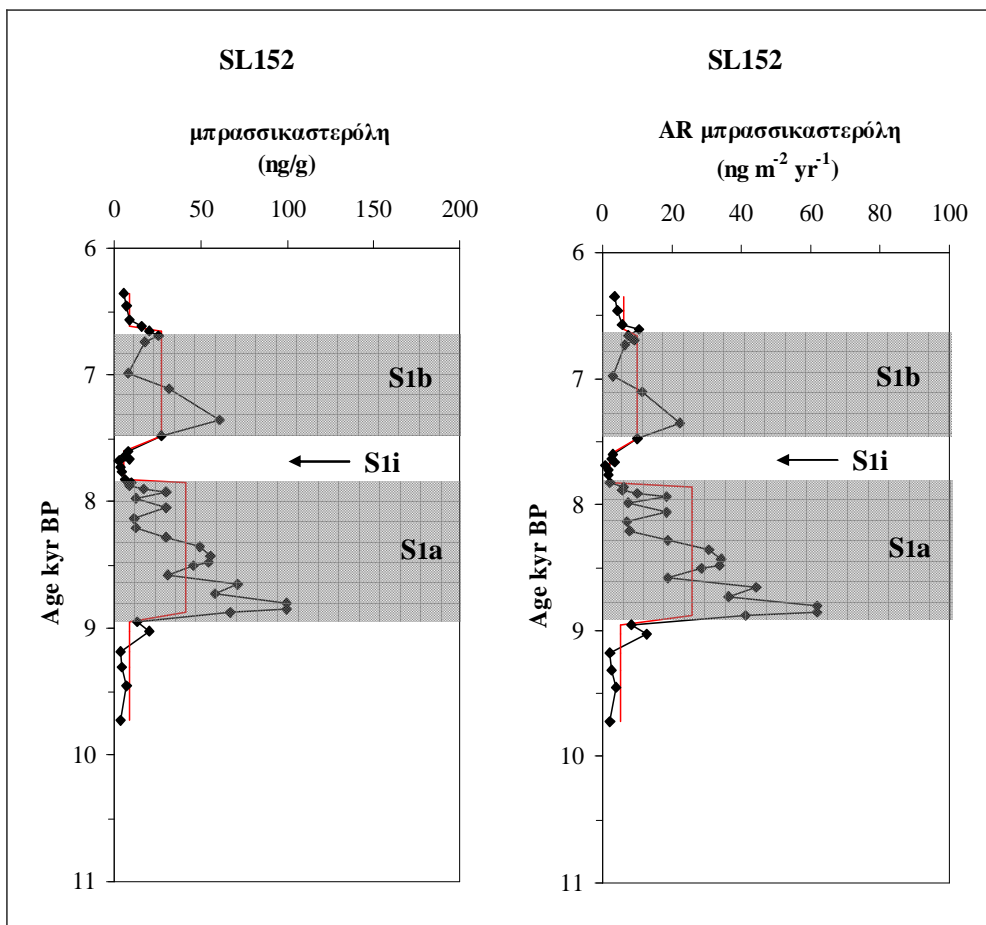 SL152
μπρασσικαστερόλη
(ng/g)
0 50 100 150 200
6
7
8
9
10
11
Age kyr BP
S1b
S1i
S1a
SL152
AR μπρασσικαστερόλη
(ng m⁻² yr⁻¹)
0 20 40 60 80 100
6
7
8
9
10
11
Age kyr BP
S1b
S1i
S1a